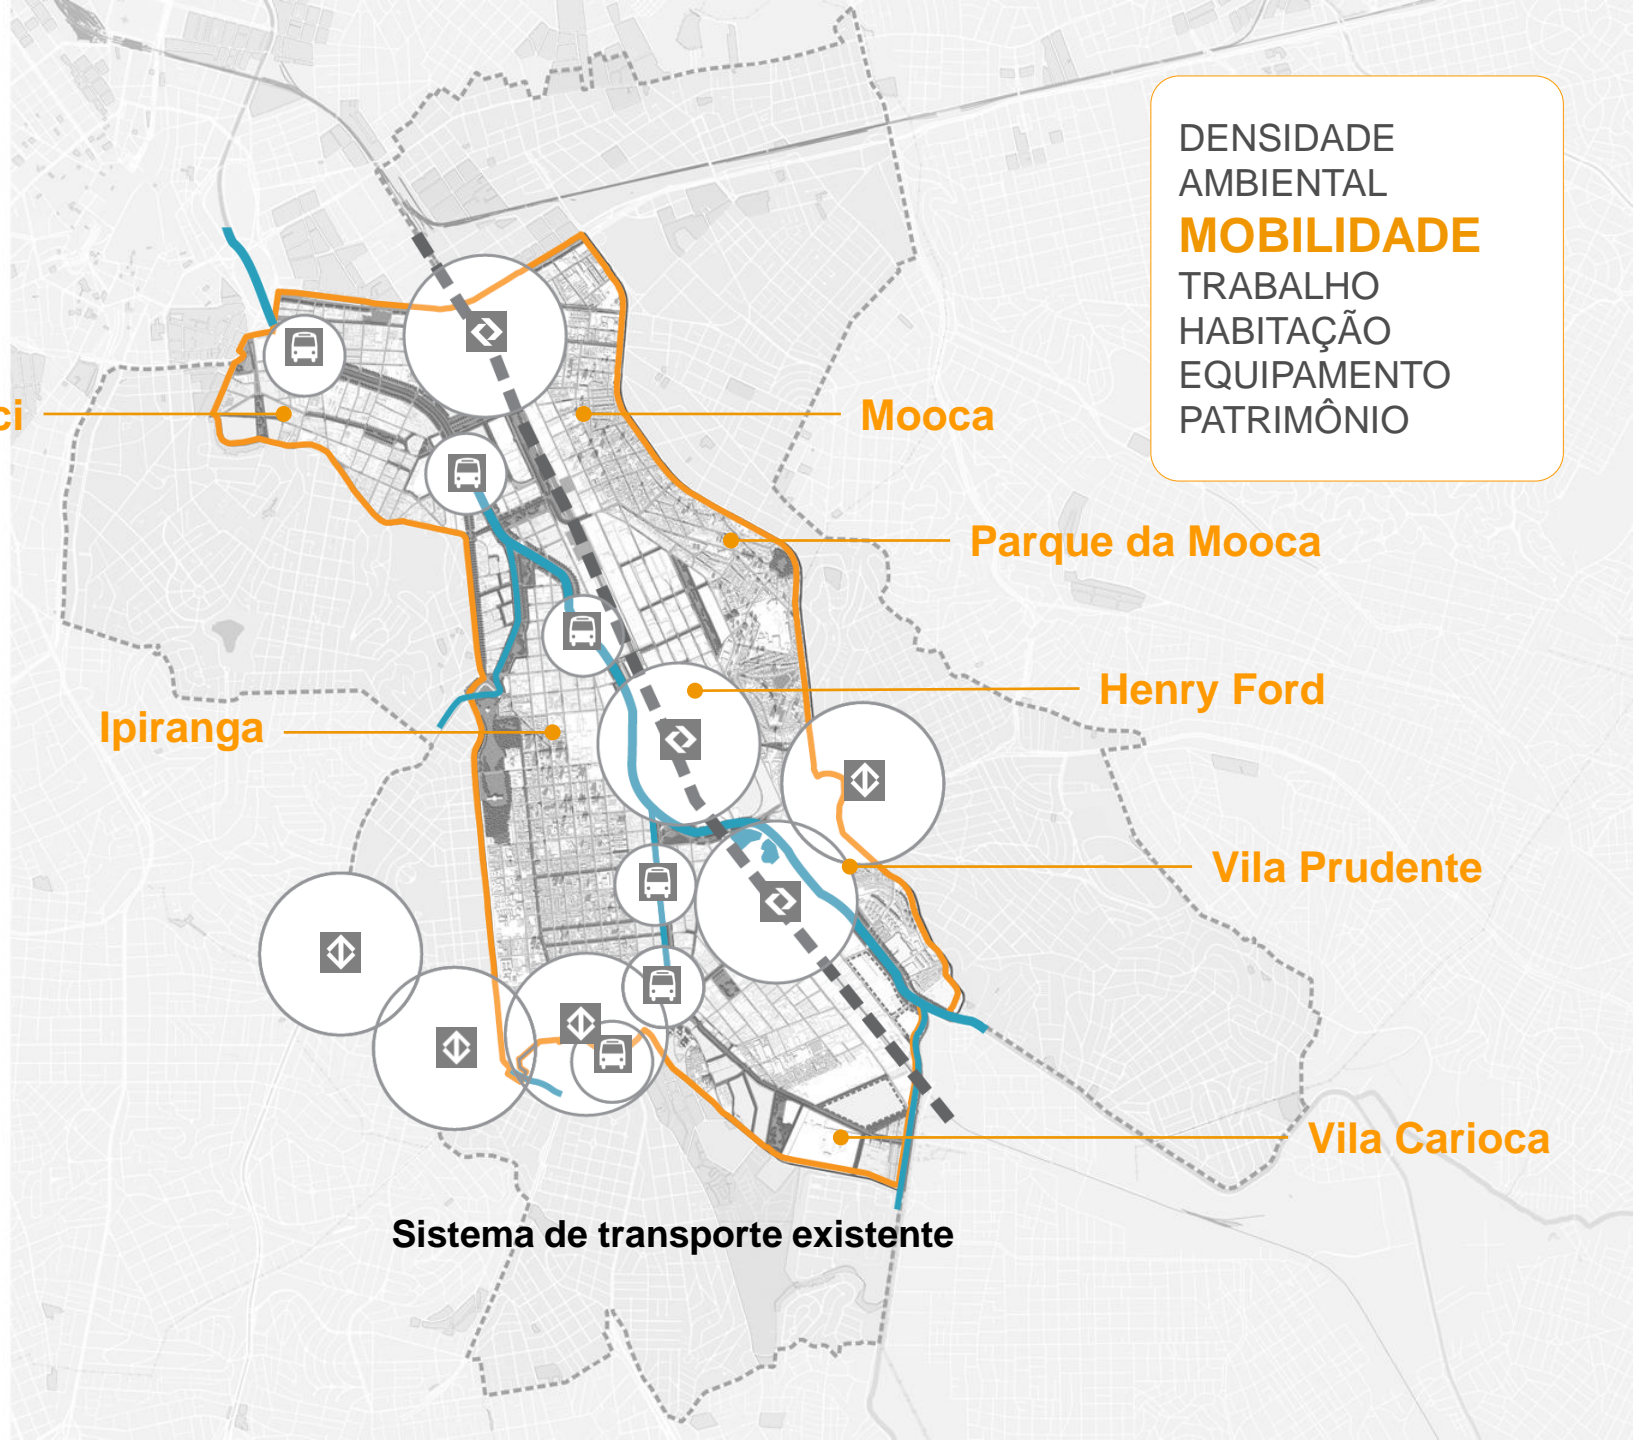 DENSIDADE
AMBIENTAL
MOBILIDADE
TRABALHO
HABITAÇÃO
EQUIPAMENTO
PATRIMÔNIO
ci
Mooca
Parque da Mooca
Henry Ford
Ipiranga
Vila Prudente
Vila Carioca
Sistema de transporte existente